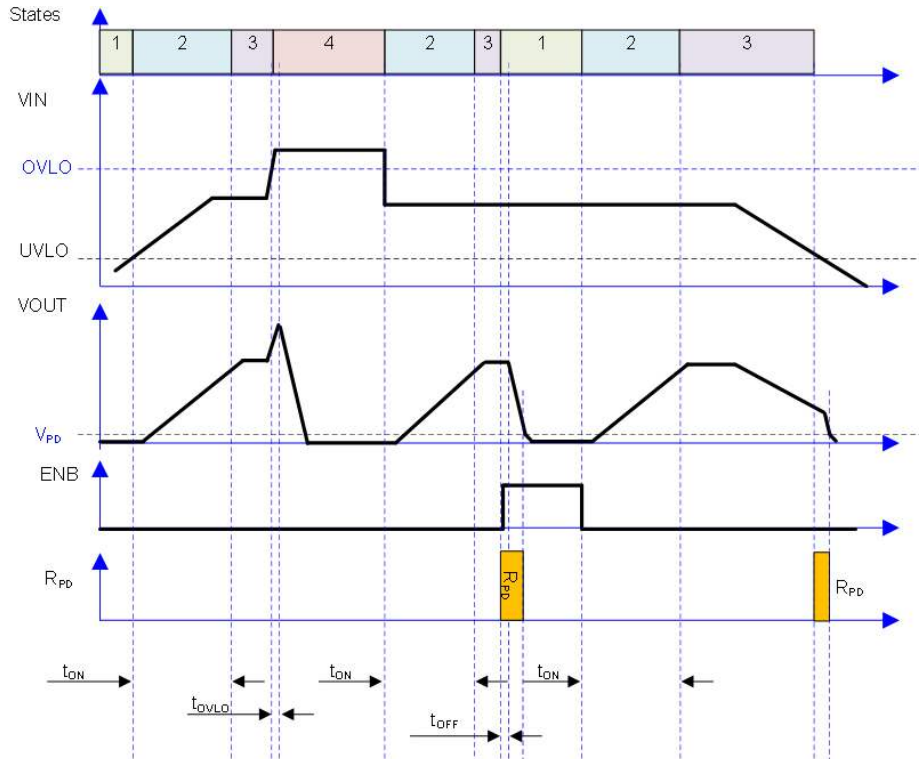 States
1 2 3 4 2 3 1 2 3
VIN
OVLO
UVLO
VOUT
VPD
ENB
RPD
RPD
RPD
tON
tON
tON
tOVLO
tOFF